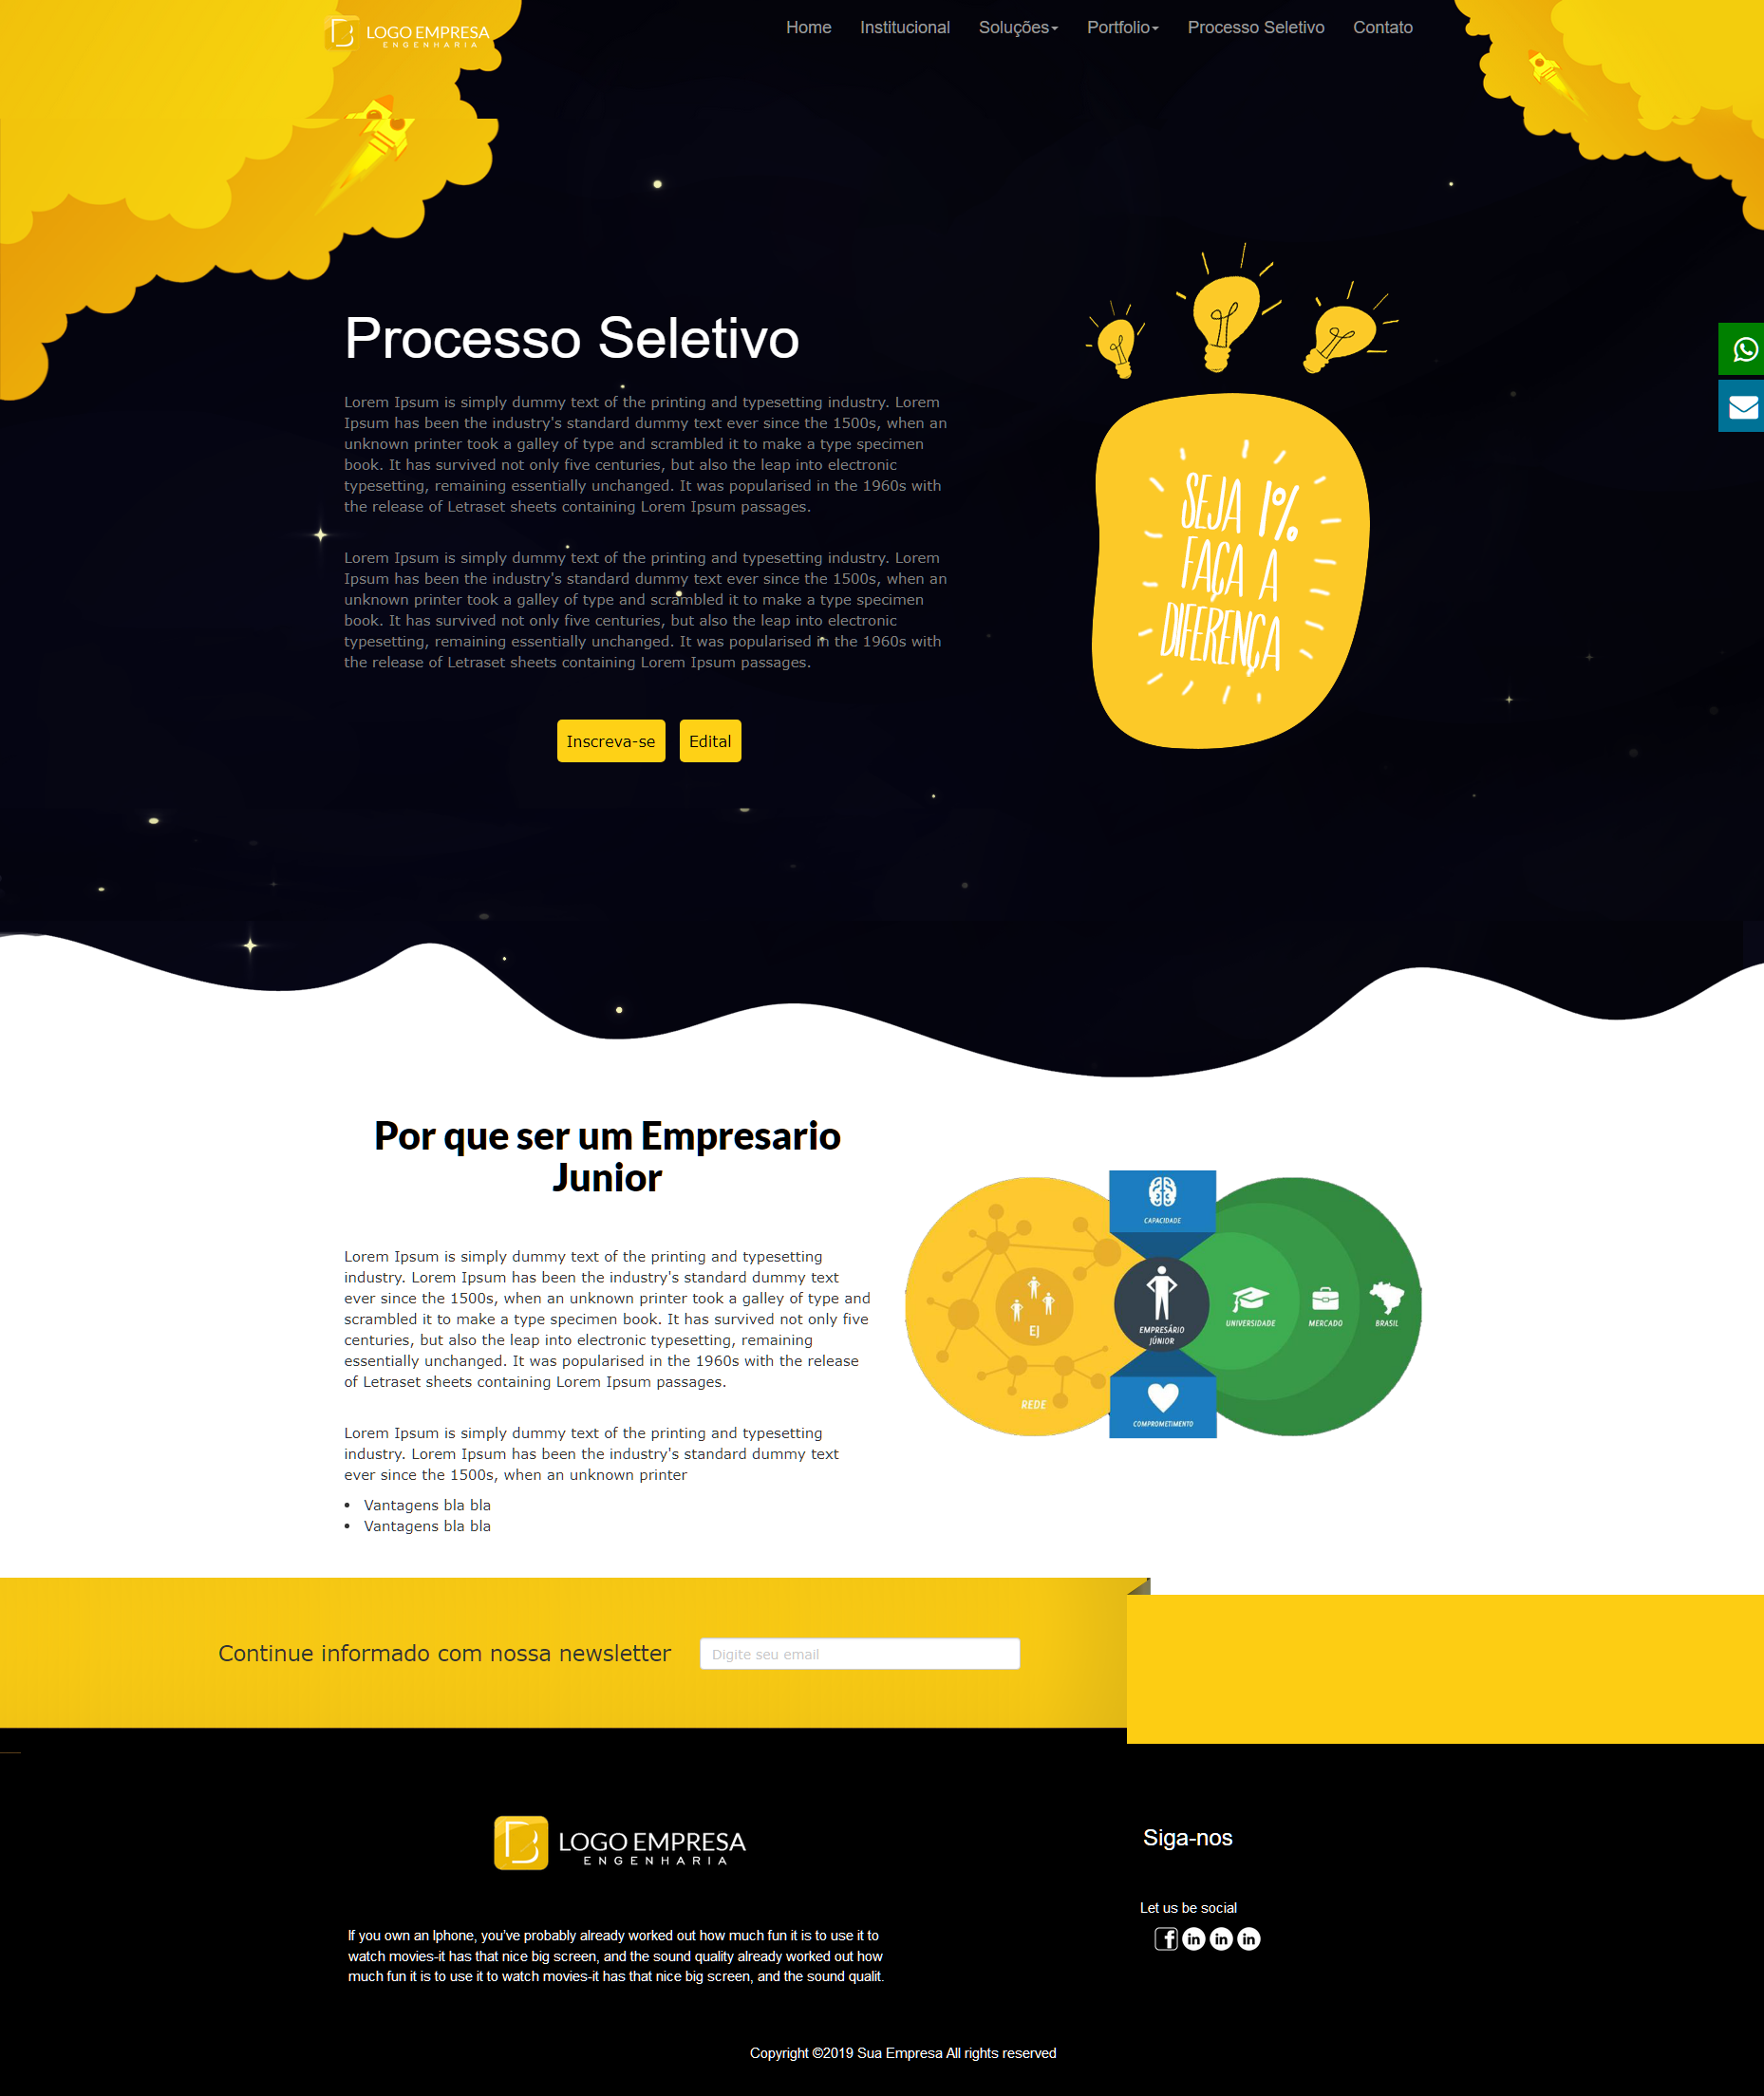 LOGO EMPRESA
ENGENHARIA
Home Institucional Soluções Portfolio Processo Seletivo Contato
Processo Seletivo
Lorem Ipsum is simply dummy text of the printing and typesetting industry. Lorem
Ipsum has been the industry's standard dummy text ever since the 1500s, when an
unknown printer took a galley of type and scrambled it to make a type specimen
book. It has survived not only five centuries, but also the leap into electronic
typesetting, remaining essentially unchanged. It was popularised in the 1960s with
the release of Letraset sheets containing Lorem Ipsum passages.
Lorem Ipsum is simply dummy text of the printing and typesetting industry. Lorem
Ipsum has been the industry's standard dummy text ever since the 1500s, when an
unknown printer took a galley of type and scrambled it to make a type specimen
book. It has survived not only five centuries, but also the leap into electronic
typesetting, remaining essentially unchanged. It was popularised in the 1960s with
the release of Letraset sheets containing Lorem Ipsum passages.
Inscreva-se Edital
SEJA 1%
FAÇA A
DIFERENÇA
Por que ser um Empresario
Junior
Lorem Ipsum is simply dummy text of the printing and typesetting
industry. Lorem Ipsum has been the industry's standard dummy text
ever since the 1500s, when an unknown printer took a galley of type and
scrambled it to make a type specimen book. It has survived not only five
centuries, but also the leap into electronic typesetting, remaining
essentially unchanged. It was popularised in the 1960s with the release
of Letraset sheets containing Lorem Ipsum passages.
Lorem Ipsum is simply dummy text of the printing and typesetting
industry. Lorem Ipsum has been the industry's standard dummy text
ever since the 1500s, when an unknown printer
• Vantagens bla bla
• Vantagens bla bla
CAPACIDADE
EJ
REDE
EMPRESÁRIO
JÚNIOR
UNIVERSIDADE
MERCADO
BRASIL
COMPROMETIMENTO
Continue informado com nossa newsletter Digite seu email
LOGO EMPRESA
ENGENHARIA
If you own an Iphone, you've probably already worked out how much fun it is to use it to
watch movies-it has that nice big screen, and the sound quality already worked out how
much fun it is to use it to watch movies-it has that nice big screen, and the sound qualit.
Siga-nos
Let us be social
f in in in
Copyright ©2019 Sua Empresa All rights reserved